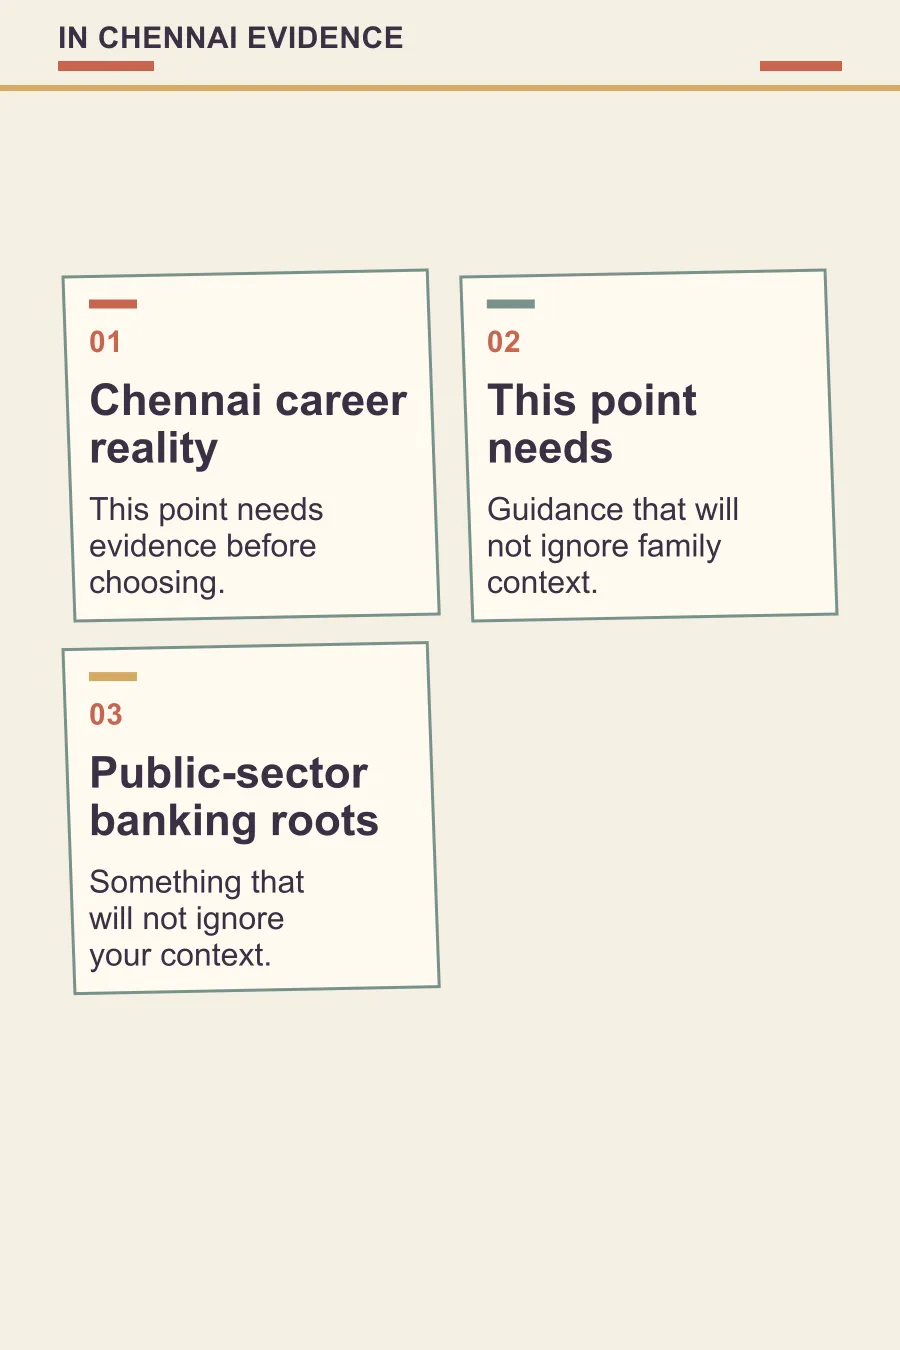 IN CHENNAI EVIDENCE
01
Chennai career
reality
This point needs
evidence before
choosing.
02
This point
needs
Guidance that will
not ignore family
context.
03
Public-sector
banking roots
Something that
will not ignore
your context.